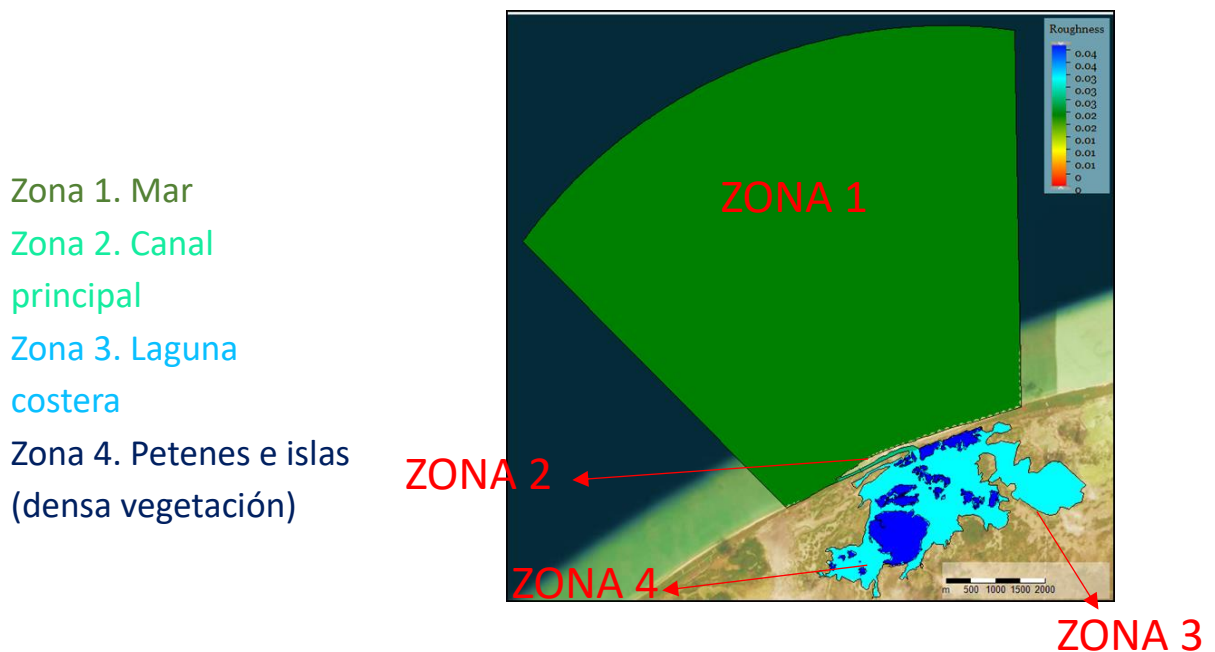 Zona 1. Mar
Zona 2. Canal
principal
Zona 3. Laguna
costera
Zona 4. Petenes e islas
(densa vegetación)
Roughness
0.04
0.04
0.03
0.03
0.03
0.02
0.02
0.01
0.01
0.01
0
0
ZONA 1
ZONA 2
ZONA 4
m 500 1000 1500 2000
ZONA 3